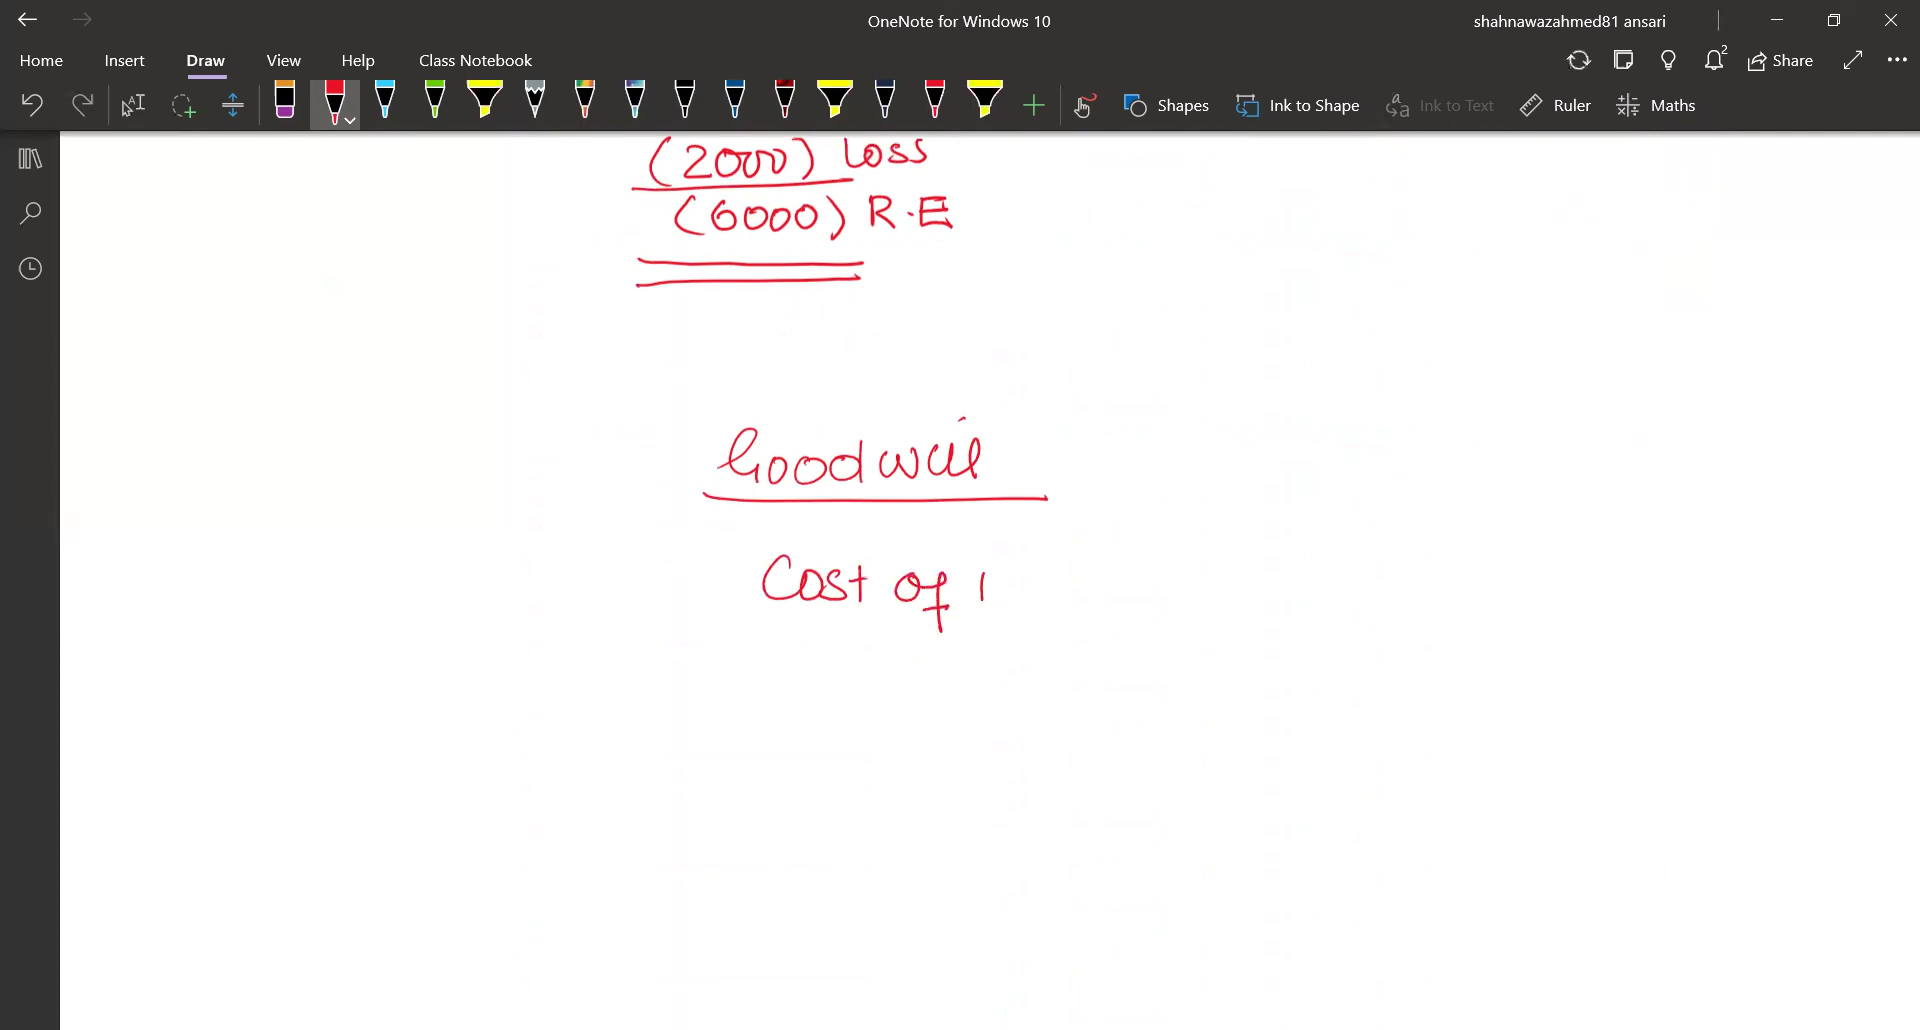 OneNote for Windows 10
shahnawazahmed81 ansari
Home Insert Draw View Help Class Notebook
2 Share
Shapes Ink to Shape Ink to Text Ruler Maths
(2000) Loss
(6000) R.E
Goodwill
Cost of I